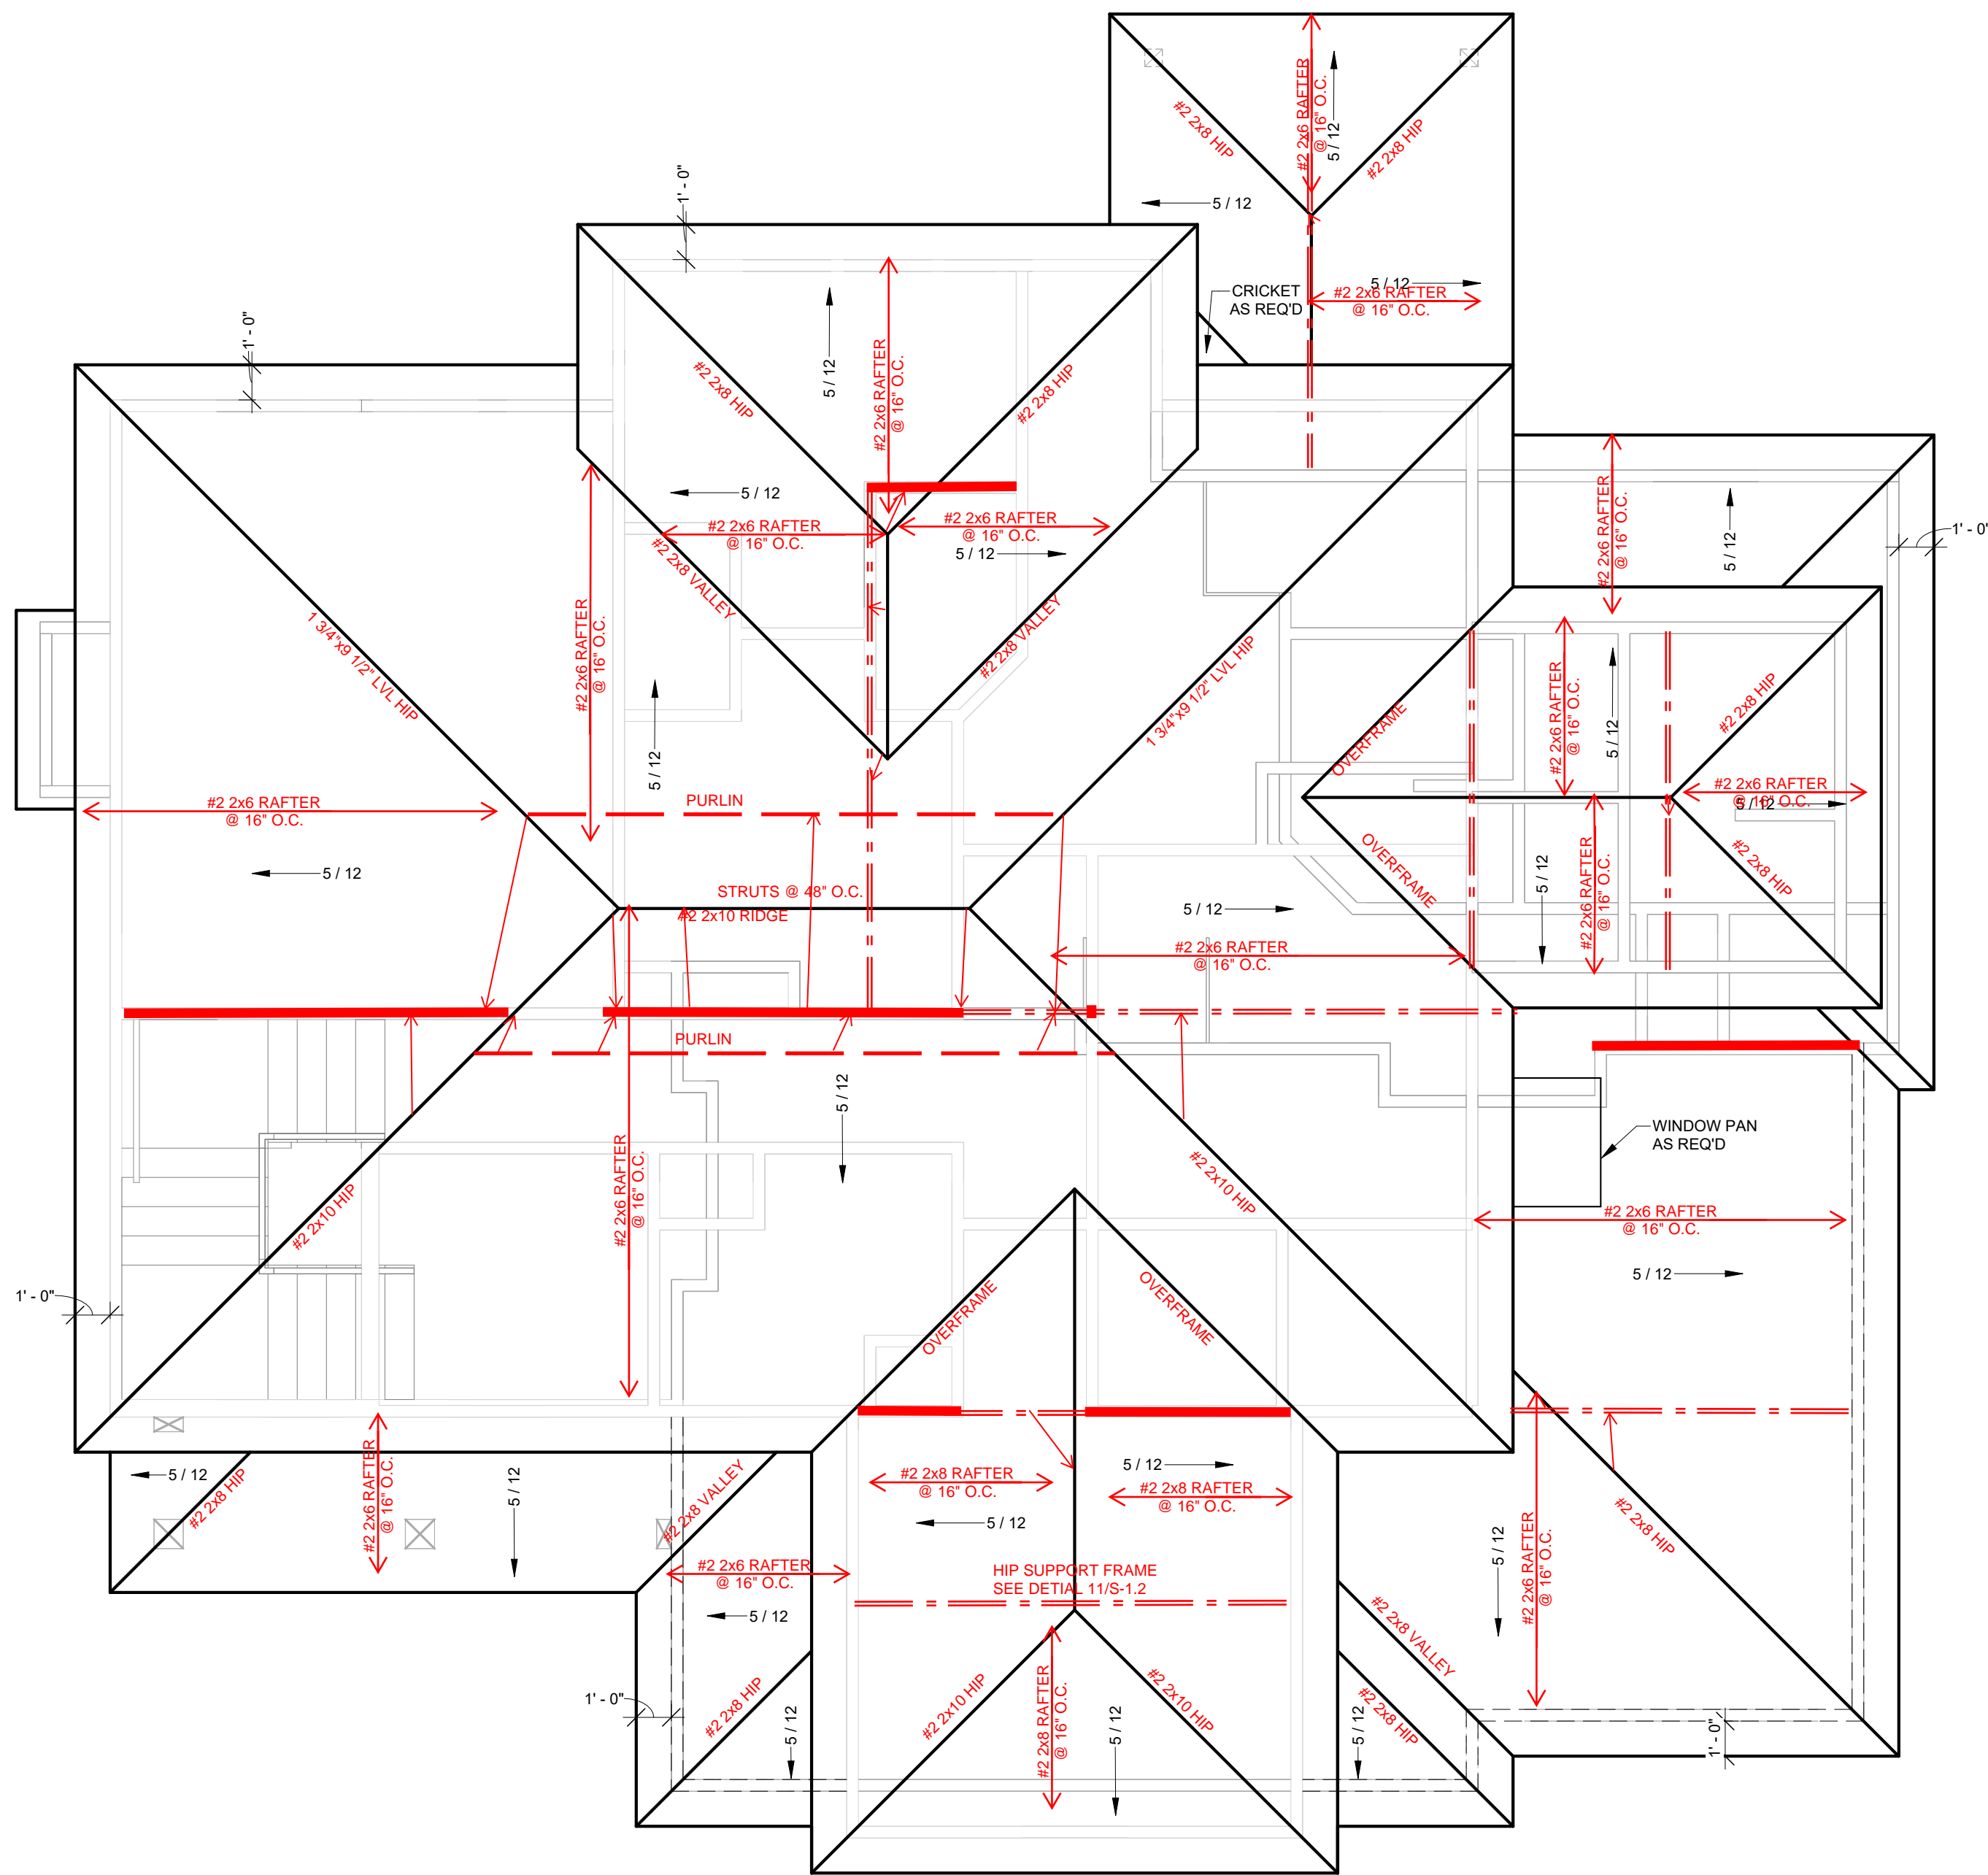 #2 2x6 RAFTER
@ 16" O.C.
5 / 12
#2 2x8 HIP
#2 2x8 HIP
5 / 12
1' - 0"
5 / 12
#2 2x6 RAFTER
@ 16" O.C.
CRICKET
AS REQ'D
1' - 0"
5 / 12
#2 2x6 RAFTER
@ 16" O.C.
#2 2x8 HIP
#2 2x8 HIP
5 / 12
#2 2x6 RAFTER
@ 16" O.C.
#2 2x6 RAFTER
@ 16" O.C.
5 / 12
#2 2x6 RAFTER
@ 16" O.C.
5 / 12
1' - 0"
#2 2x8 VALLEY
#2 2x8 VALLEY
#2 2x6 RAFTER
@ 16" O.C.
1 3/4"x9 1/2" LVL HIP
1 3/4"x9 1/2" LVL HIP
5 / 12
OVERFRAME
#2 2x6 RAFTER
@ 16" O.C.
5 / 12
#2 2x8 HIP
#2 2x6 RAFTER
@ 16" O.C.
PURLIN
#2 2x6 RAFTER
@ 16" O.C.
5 / 12
OVERFRAME
#2 2x8 HIP
5 / 12
STRUTS @ 48" O.C.
#2 2x10 RIDGE
5 / 12
#2 2x6 RAFTER
@ 16" O.C.
5 / 12
#2 2x6 RAFTER
@ 16" O.C.
PURLIN
5 / 12
WINDOW PAN
AS REQ'D
#2 2x10 HIP
#2 2x6 RAFTER
@ 16" O.C.
#2 2x10 HIP
#2 2x6 RAFTER
@ 16" O.C.
5 / 12
1' - 0"
OVERFRAME
OVERFRAME
5 / 12
#2 2x8 HIP
#2 2x6 RAFTER
@ 16" O.C.
5 / 12
#2 2x8 VALLEY
#2 2x8 RAFTER
@ 16" O.C.
5 / 12
#2 2x8 RAFTER
@ 16" O.C.
5 / 12
#2 2x8 HIP
5 / 12
#2 2x6 RAFTER
@ 16" O.C.
#2 2x6 RAFTER
@ 16" O.C.
HIP SUPPORT FRAME
SEE DETIAL 11/S-1.2
5 / 12
#2 2x8 VALLEY
1' - 0"
#2 2x8 HIP
5 / 12
#2 2x10 HIP
#2 2x8 RAFTER
@ 16" O.C.
5 / 12
#2 2x10 HIP
5 / 12
#2 2x8 HIP
1' - 0"